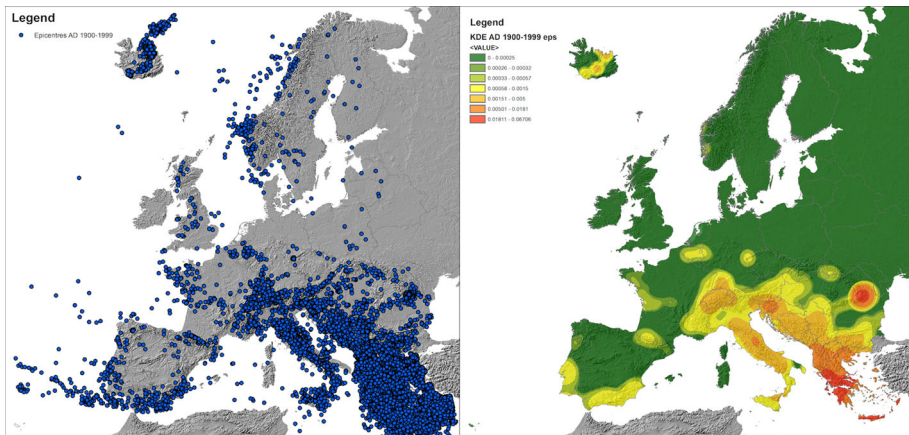 Legend
Epicentres AD 1900-1999
Legend
KDE AD 1900-1999 eps
<VALUE>
0 - 0.00025
0.00026 - 0.00032
0.00033 - 0.00057
0.00058 - 0.0015
0.00151 - 0.005
0.00501 - 0.0181
0.01811 - 0.06706